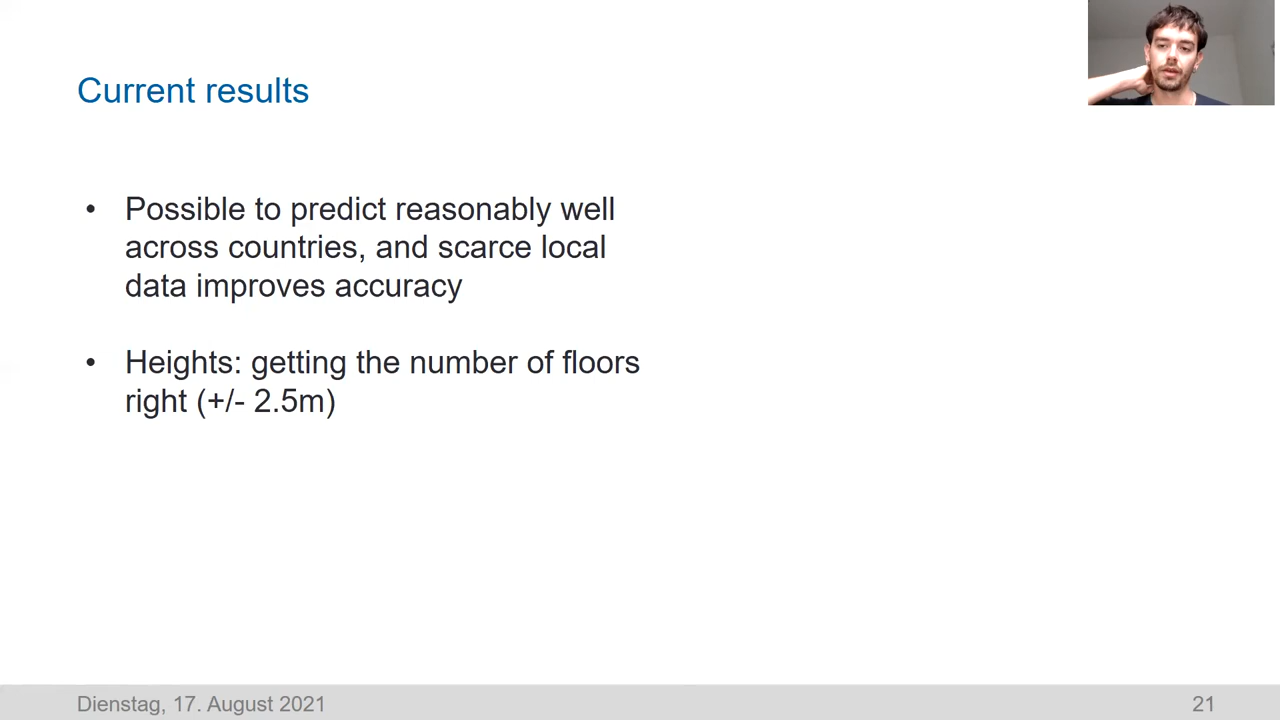 Current results
• Possible to predict reasonably well
across countries, and scarce local
data improves accuracy
• Heights: getting the number of floors
right (+/- 2.5m)
Dienstag, 17. August 2021
21